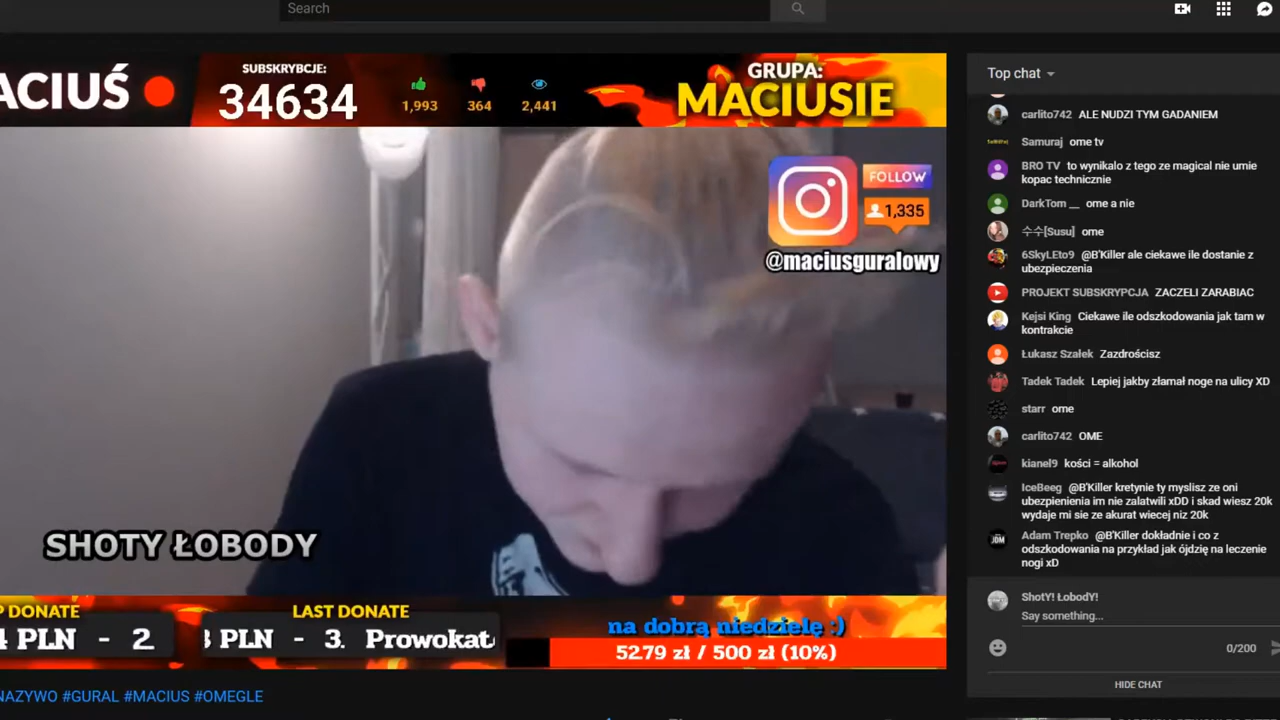 Search
ACIUŚ
SUBSKRYBCJE:
34634
1,993 364 2,441
GRUPA:
MACIUSIE
FOLLOW
1,335
@maciusguralowy
SHOTY ŁOBODY
DONATE
PLN - 2.
LAST DONATE
PLN - 3. Prowokat
na dobrą niedzielę :)
52.79 zł / 500 zł (10%)
NAZYWO #GURAL #MACIUS #OMEGLE
Top chat
carlito742 ALE NUDZI TYM GADANIEM
Samuraj ome tv
BRO TV to wynikalo z tego ze magical nie umie
kopac technicznie
DarkTom __ ome a nie
수수[Susu] ome
6SkyLEto9 @B'Killer ale ciekawe ile dostanie z
ubezpieczenia
PROJEKT SUBSKRYPCJA ZACZELI ZARABIAC
Kejsi King Ciekawe ile odszkodowania jak tam w
kontrakcie
Łukasz Szałek Zazdrościsz
Tadek Tadek Lepiej jakby złamał noge na ulicy XD
starr ome
carlito742 OME
kianel9 kości = alkohol
IceBeeg @B'Killer kretynie ty myslisz ze oni
ubezpienienia im nie zalatwili xDD i skad wiesz 20k
wydaje mi sie ze akurat wiecej niz 20k
JDM
Adam Trepko @B'Killer dokładnie i co z
odszkodowania na przykład jak ójdzię na leczenie
nogi xD
ShotY! ŁobodY!
Say something...
0/200
HIDE CHAT